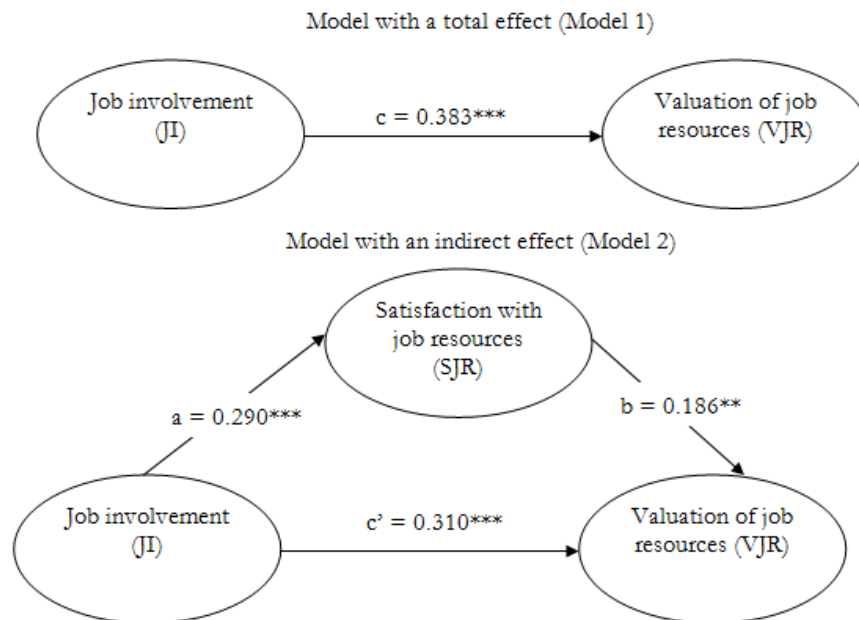 Model with a total effect (Model 1)
Job involvement
(JI)
c = 0.383***
Valuation of job
resources (VJR)
Model with an indirect effect (Model 2)
Satisfaction with
job resources
(SJR)
a = 0.290***
b = 0.186**
Job involvement
(JI)
c’ = 0.310***
Valuation of job
resources (VJR)